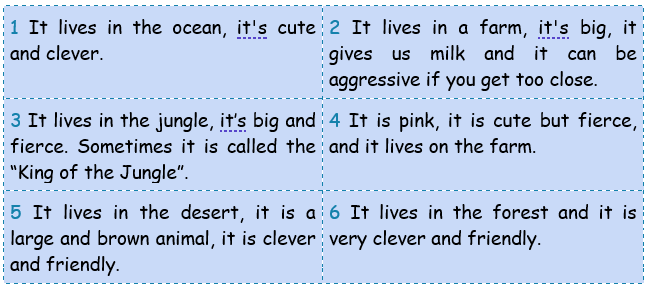 1 It lives in the ocean, it's cute
and clever.
2 It lives in a farm, it's big, it
gives us milk and it can be
aggressive if you get too close.
3 It lives in the jungle, it’s big and
fierce. Sometimes it is called the
“King of the Jungle”.
4 It is pink, it is cute but fierce,
and it lives on the farm.
5 It lives in the desert, it is a
large and brown animal, it is clever
and friendly.
6 It lives in the forest and it is
very clever and friendly.